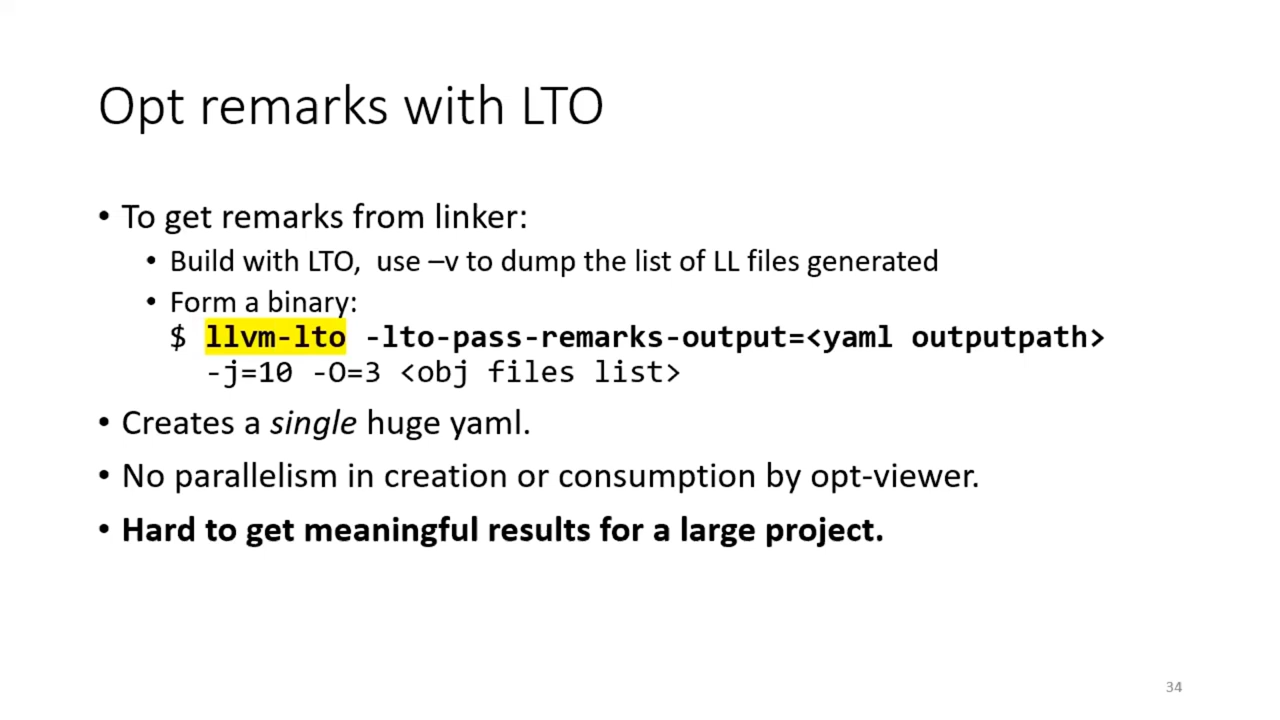 Opt remarks with LTO
• To get remarks from linker:
• Build with LTO,  use –v to dump the list of LL files generated
• Form a binary:
$ llvm-lto -lto-pass-remarks-output=<yaml outputpath>
-j=10 -O=3 <obj files list>
• Creates a single huge yaml.
• No parallelism in creation or consumption by opt-viewer.
• Hard to get meaningful results for a large project.
34